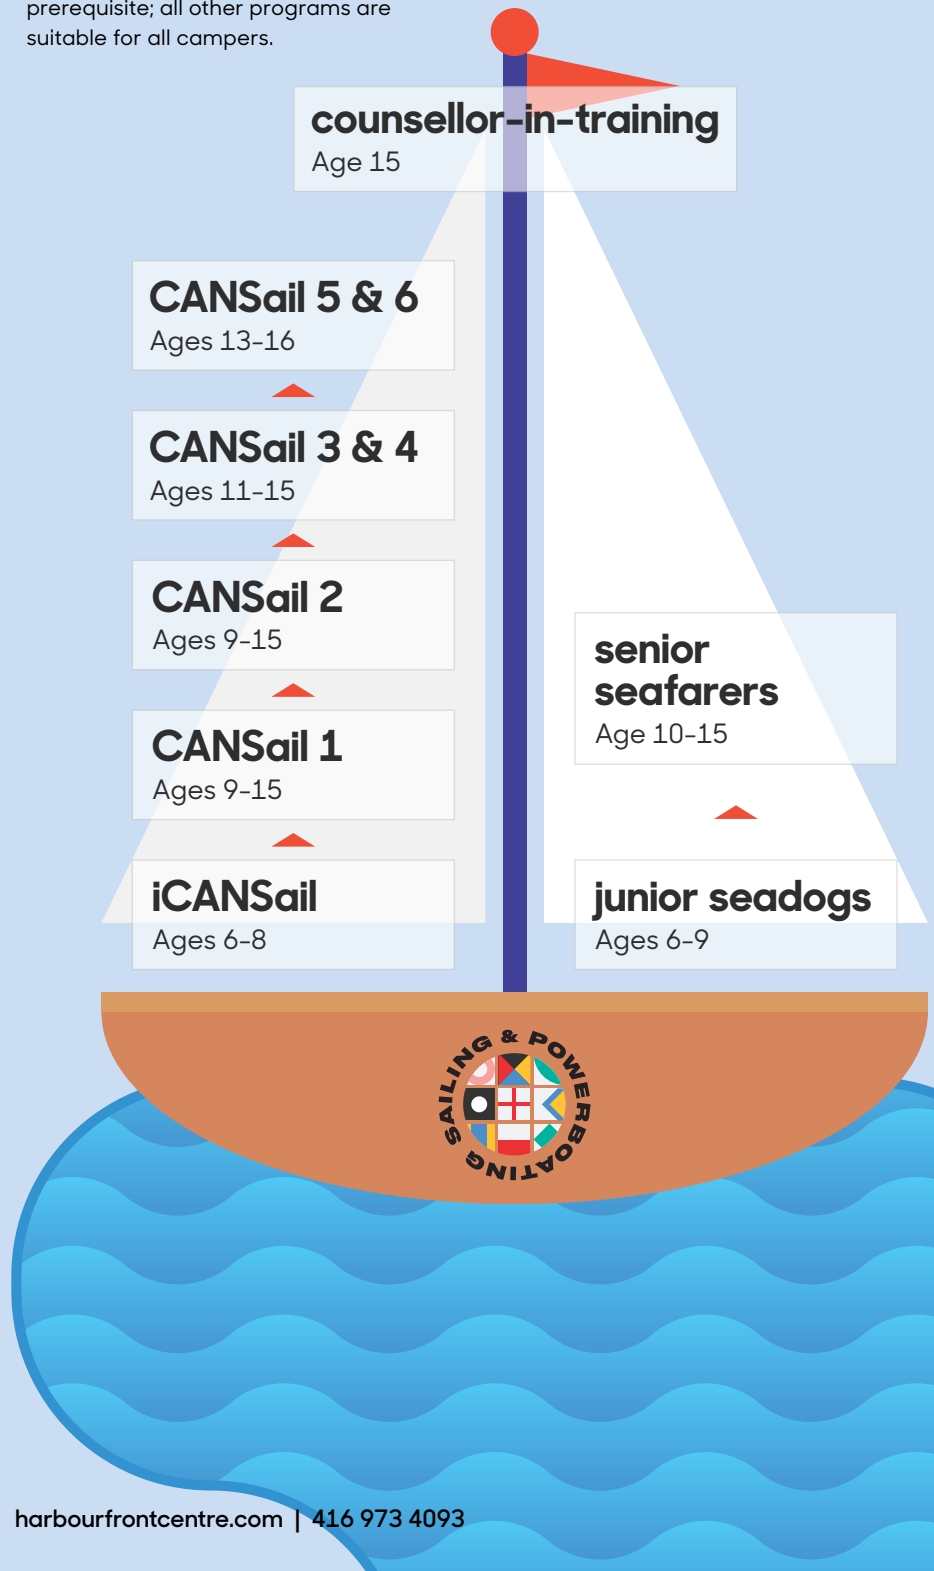 prerequisite; all other programs are
suitable for all campers.
counsellor-in-training
Age 15
CANSail 5 & 6
Ages 13-16
CANSail 3 & 4
Ages 11-15
CANSail 2
Ages 9-15
CANSail 1
Ages 9-15
iCANSail
Ages 6-8
senior
seafarers
Age 10-15
junior seadogs
Ages 6-9
SAILING & POWERBOATING
harbourfrontcentre.com | 416 973 4093